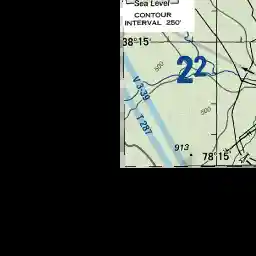 Sea Level
CONTOUR
INTERVAL 250'
38°15'
500
22
V 3-39
500
T 287
913
78°15'